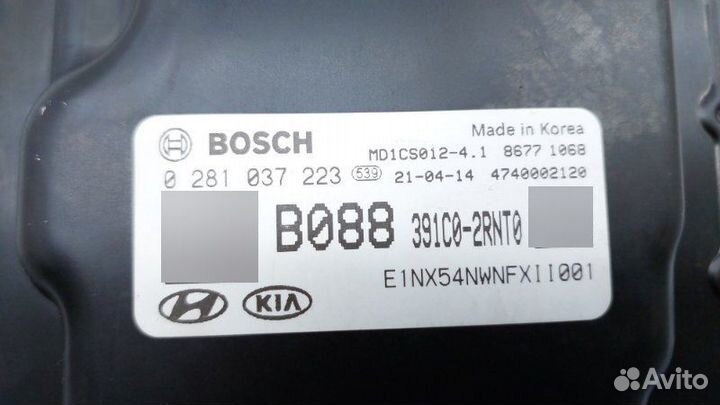 BOSCH
Made in Korea
MD1CS012-4.1 8677 1068
0 281 037 223 539 21-04-14 4740002120
B088 391C0-2RNT0
E1NX54NWNFXII001
KIA
Avito